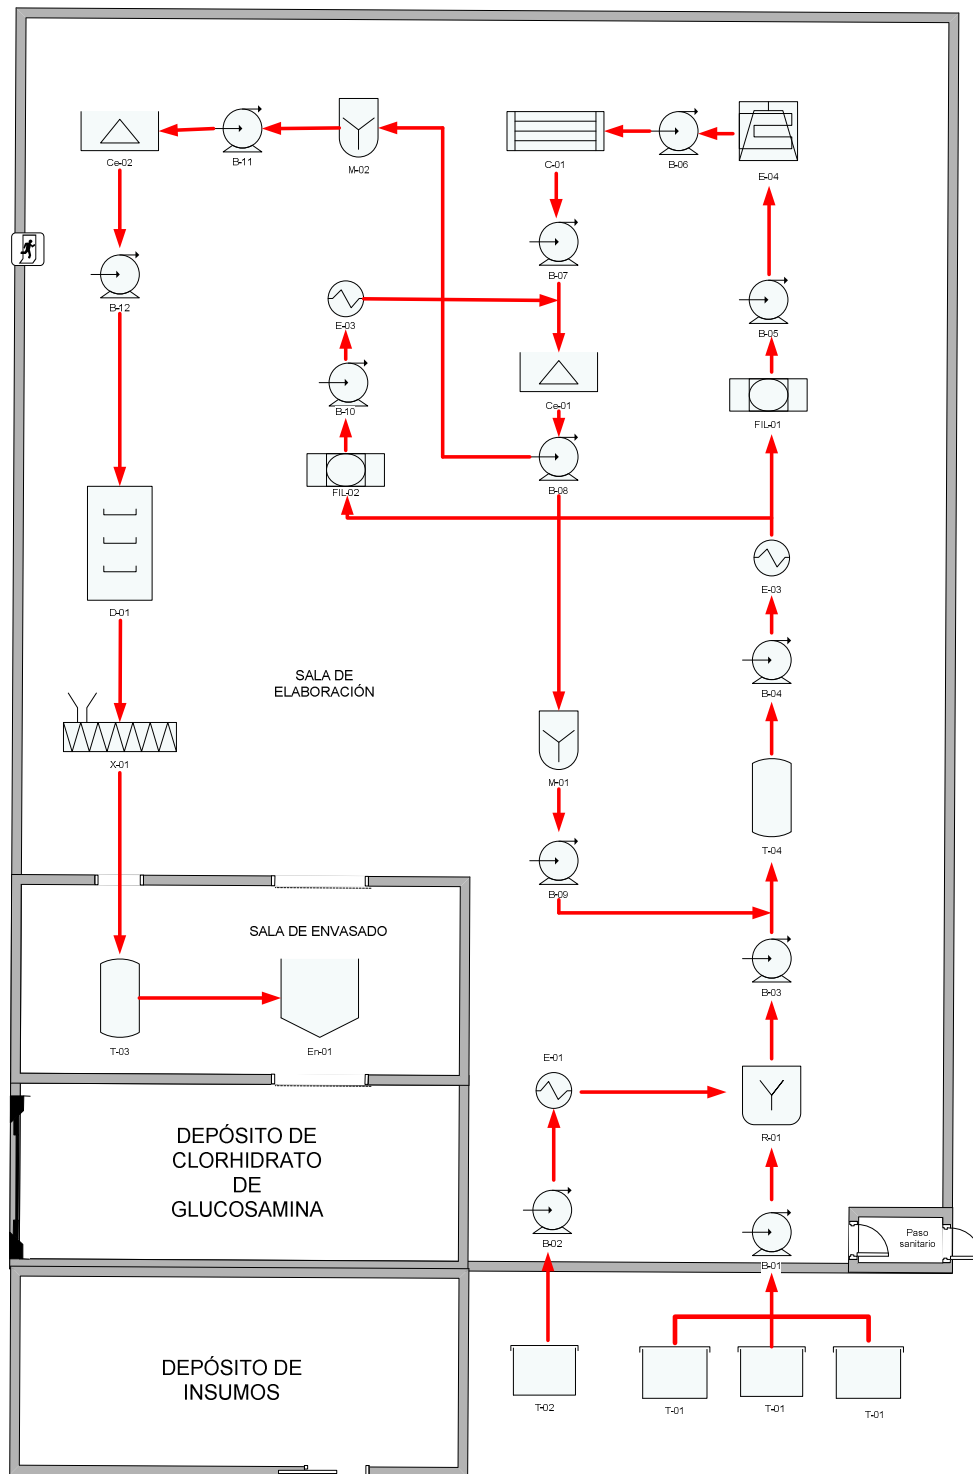 Ce-02
B-11
M-02
C-01
B-06
E-04
B-07
B-12
E-03
B-05
B-10
Ce-01
FIL-01
FIL-02
B-08
E-03
D-01
B-04
SALA DE
ELABORACIÓN
X-01
M-01
T-04
B-09
SALA DE ENVASADO
B-03
T-03
En-01
E-01
R-01
DEPÓSITO DE
CLORHIDRATO
DE
GLUCOSAMINA
B-02
B-01
Paso
sanitario
DEPÓSITO DE
INSUMOS
T-02
T-01
T-01
T-01